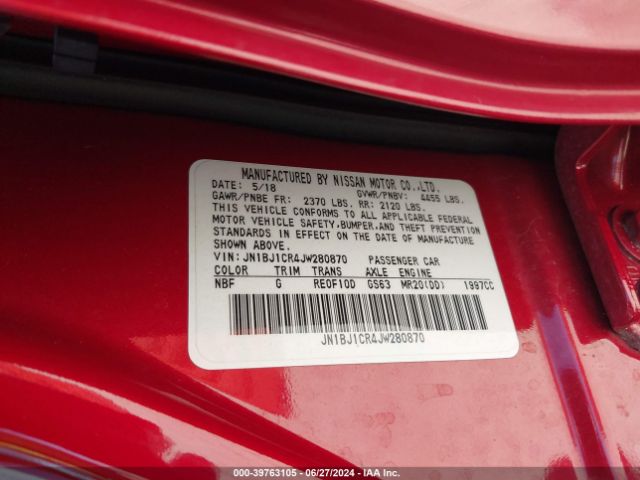 MANUFACTURED BY NISSAN MOTOR CO.,LTD.
DATE: 5/18 GVWR/PNBV: 4455 LBS.
GAWR/PNBE FR: 2370 LBS. RR: 2120 LBS.
THIS VEHICLE CONFORMS TO ALL APPLICABLE FEDERAL
MOTOR VEHICLE SAFETY,BUMPER,AND THEFT PREVENTION
STANDARDS IN EFFECT ON THE DATE OF MANUFACTURE
SHOWN ABOVE.
VIN: JN1BJ1CR4JW280870 PASSENGER CAR
COLOR TRIM TRANS AXLE ENGINE
NBF G RE0F10D GS63 MR20(DD) 1997CC
JN1BJ1CR4JW280870
000-39763105 - 06/27/2024 - IAA Inc.